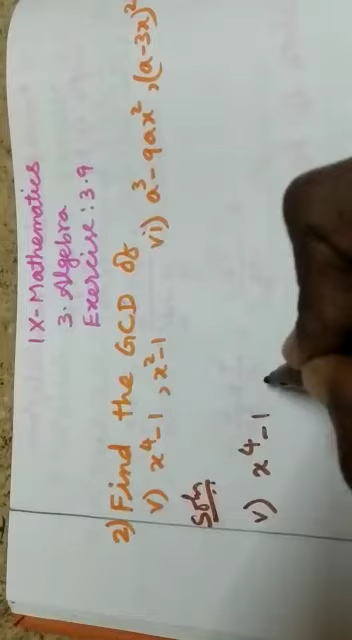 IX-Mathematics
3. Algebra
Exercise: 3.9
2) Find the GCD of
v) x⁴-1, x²-1 vi) a³-9ax², (a-3x)²
Soln
v) x⁴-1